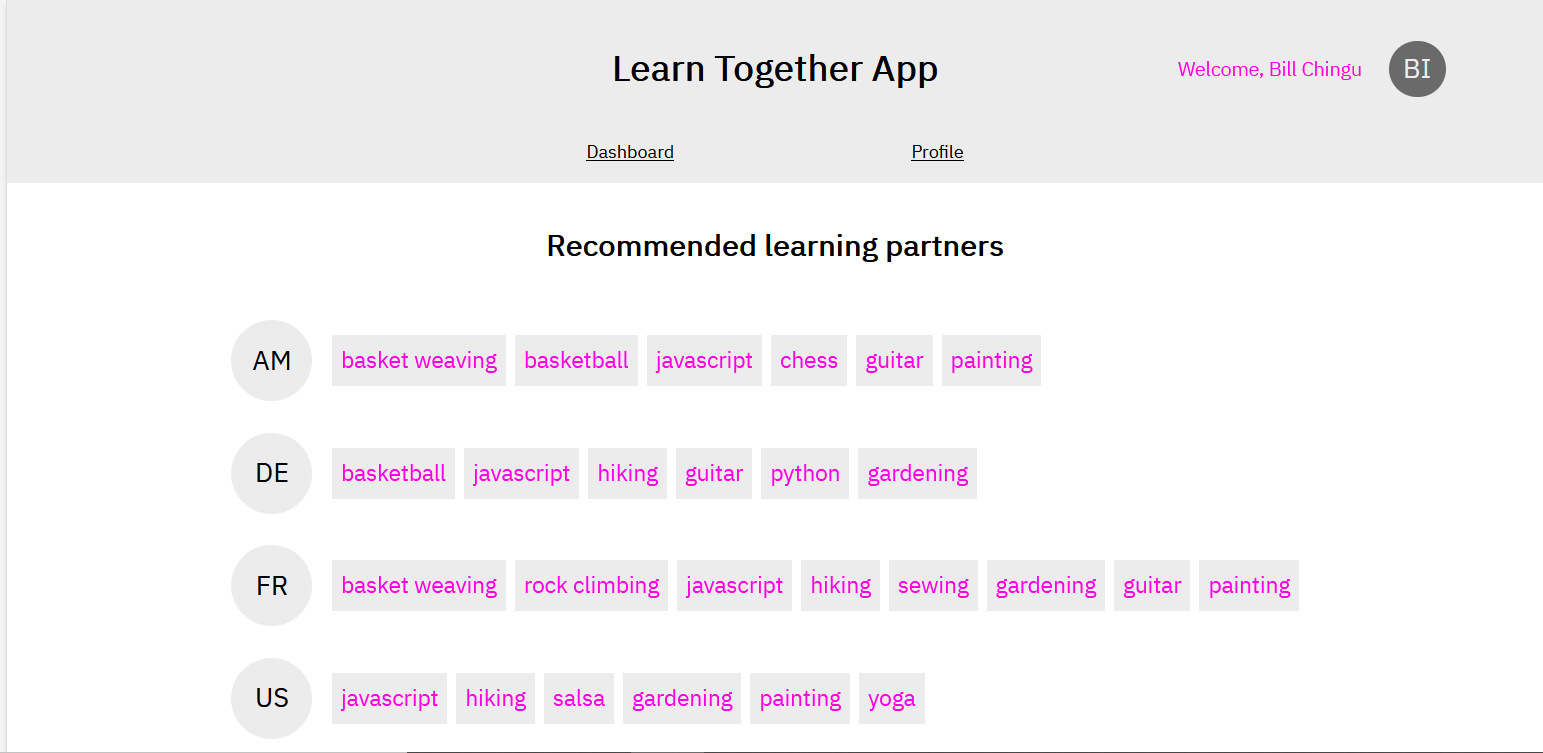 Learn Together App
Welcome, Bill Chingu BI
Dashboard Profile
Recommended learning partners
AM basket weaving basketball javascript chess guitar painting
DE basketball javascript hiking guitar python gardening
FR basket weaving rock climbing javascript hiking sewing gardening guitar painting
US javascript hiking salsa gardening painting yoga